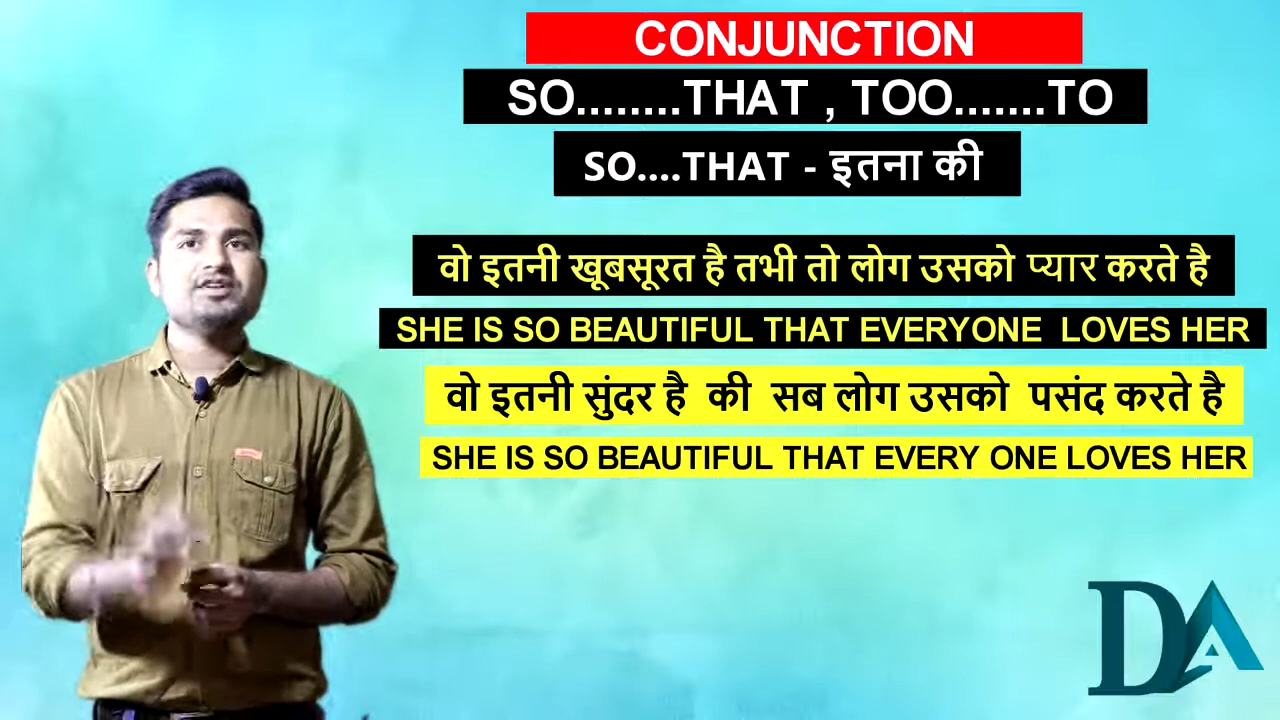 CONJUNCTION
SO........THAT , TOO.......TO
SO....THAT - इतना की
वो इतनी खूबसूरत है तभी तो लोग उसको प्यार करते है
SHE IS SO BEAUTIFUL THAT EVERYONE LOVES HER
वो इतनी सुंदर है की सब लोग उसको पसंद करते है
SHE IS SO BEAUTIFUL THAT EVERY ONE LOVES HER
DA